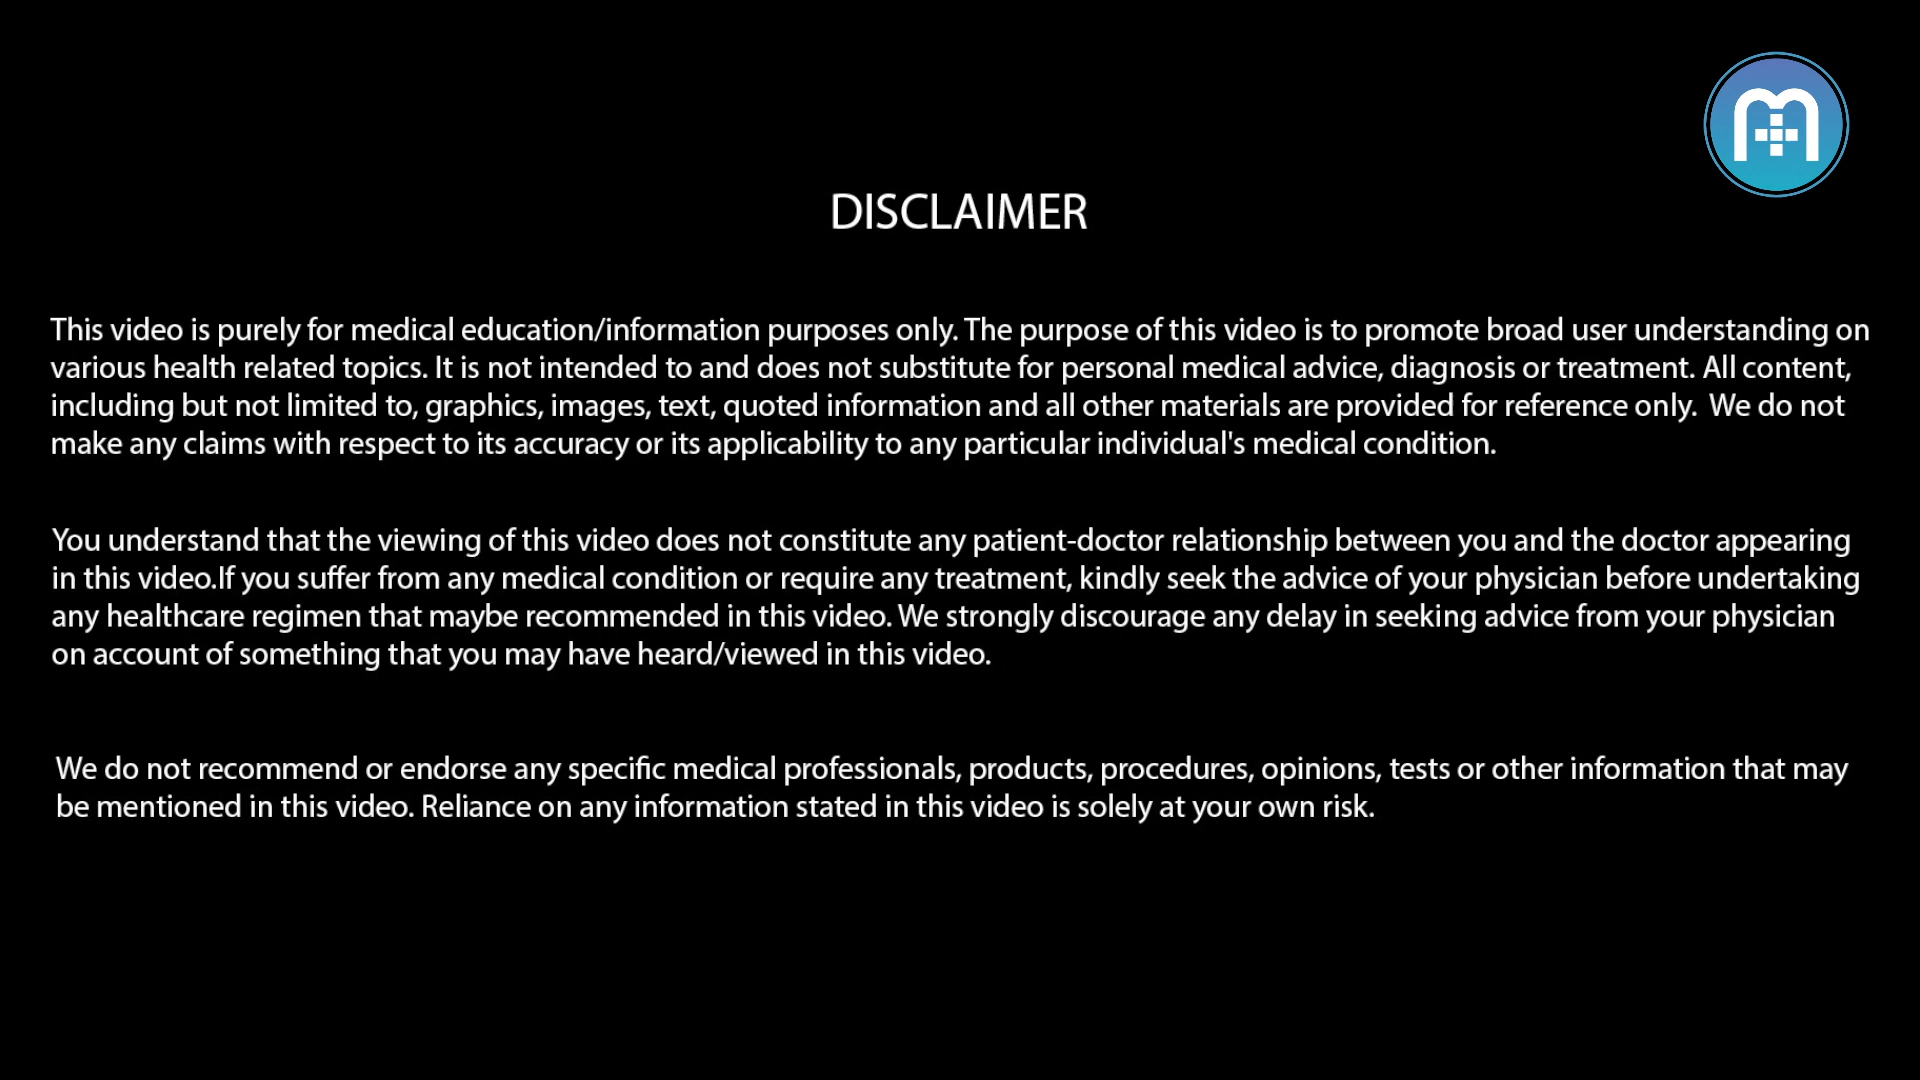 DISCLAIMER
This video is purely for medical education/information purposes only. The purpose of this video is to promote broad user understanding on
various health related topics. It is not intended to and does not substitute for personal medical advice, diagnosis or treatment. All content,
including but not limited to, graphics, images, text, quoted information and all other materials are provided for reference only.  We do not
make any claims with respect to its accuracy or its applicability to any particular individual's medical condition.
You understand that the viewing of this video does not constitute any patient-doctor relationship between you and the doctor appearing
in this video.If you suffer from any medical condition or require any treatment, kindly seek the advice of your physician before undertaking
any healthcare regimen that maybe recommended in this video. We strongly discourage any delay in seeking advice from your physician
on account of something that you may have heard/viewed in this video.
We do not recommend or endorse any specific medical professionals, products, procedures, opinions, tests or other information that may
be mentioned in this video. Reliance on any information stated in this video is solely at your own risk.